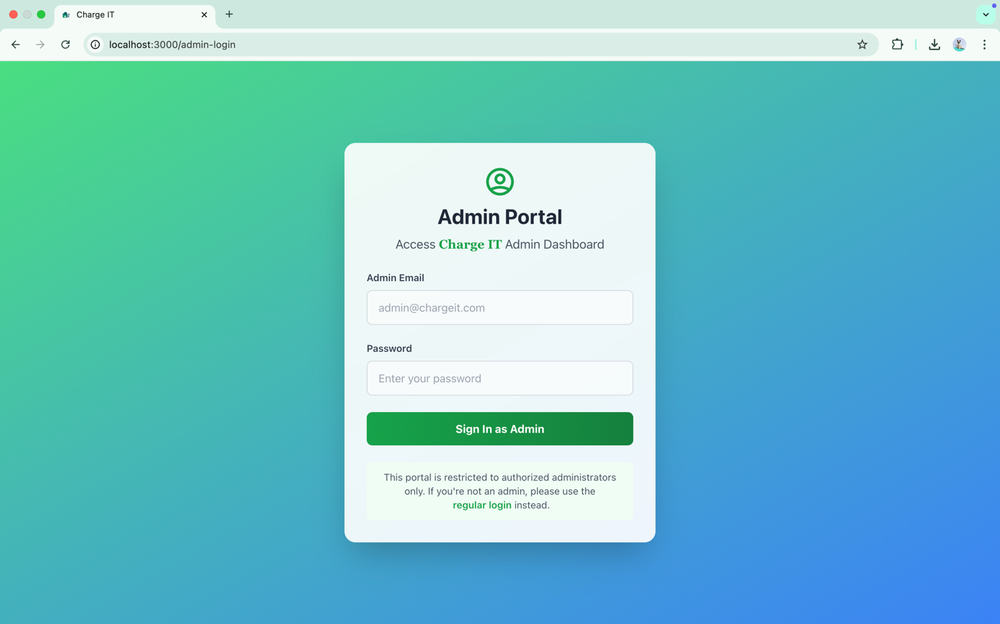 Charge IT
localhost:3000/admin-login
Admin Portal
Access Charge IT Admin Dashboard
Admin Email
admin@chargeit.com
Password
Enter your password
Sign In as Admin
This portal is restricted to authorized administrators
only. If you're not an admin, please use the
regular login instead.